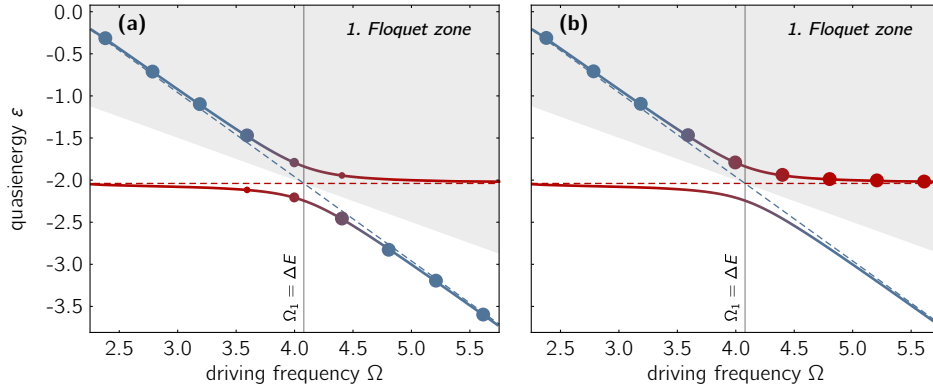 (a)
1. Floquet zone
0.0
-0.5
-1.0
-1.5
-2.0
-2.5
-3.0
-3.5
quasienergy ε
Ω₁ = ΔE
2.5 3.0 3.5 4.0 4.5 5.0 5.5
driving frequency Ω
(b)
1. Floquet zone
Ω₁ = ΔE
2.5 3.0 3.5 4.0 4.5 5.0 5.5
driving frequency Ω